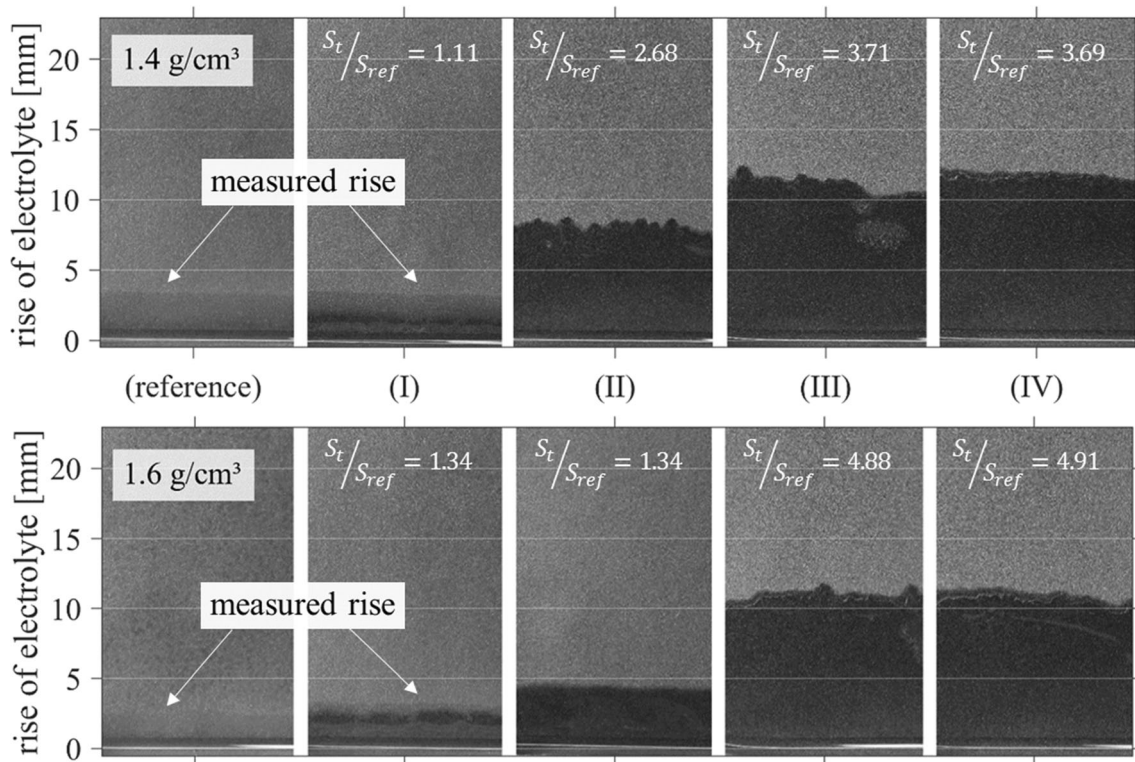 rise of electrolyte [mm]
20
15
10
5
0
1.4 g/cm³
S_t/S_ref = 1.11
S_t/S_ref = 2.68
S_t/S_ref = 3.71
S_t/S_ref = 3.69
measured rise
(reference)
(I)
(II)
(III)
(IV)
rise of electrolyte [mm]
20
15
10
5
0
1.6 g/cm³
S_t/S_ref = 1.34
S_t/S_ref = 1.34
S_t/S_ref = 4.88
S_t/S_ref = 4.91
measured rise